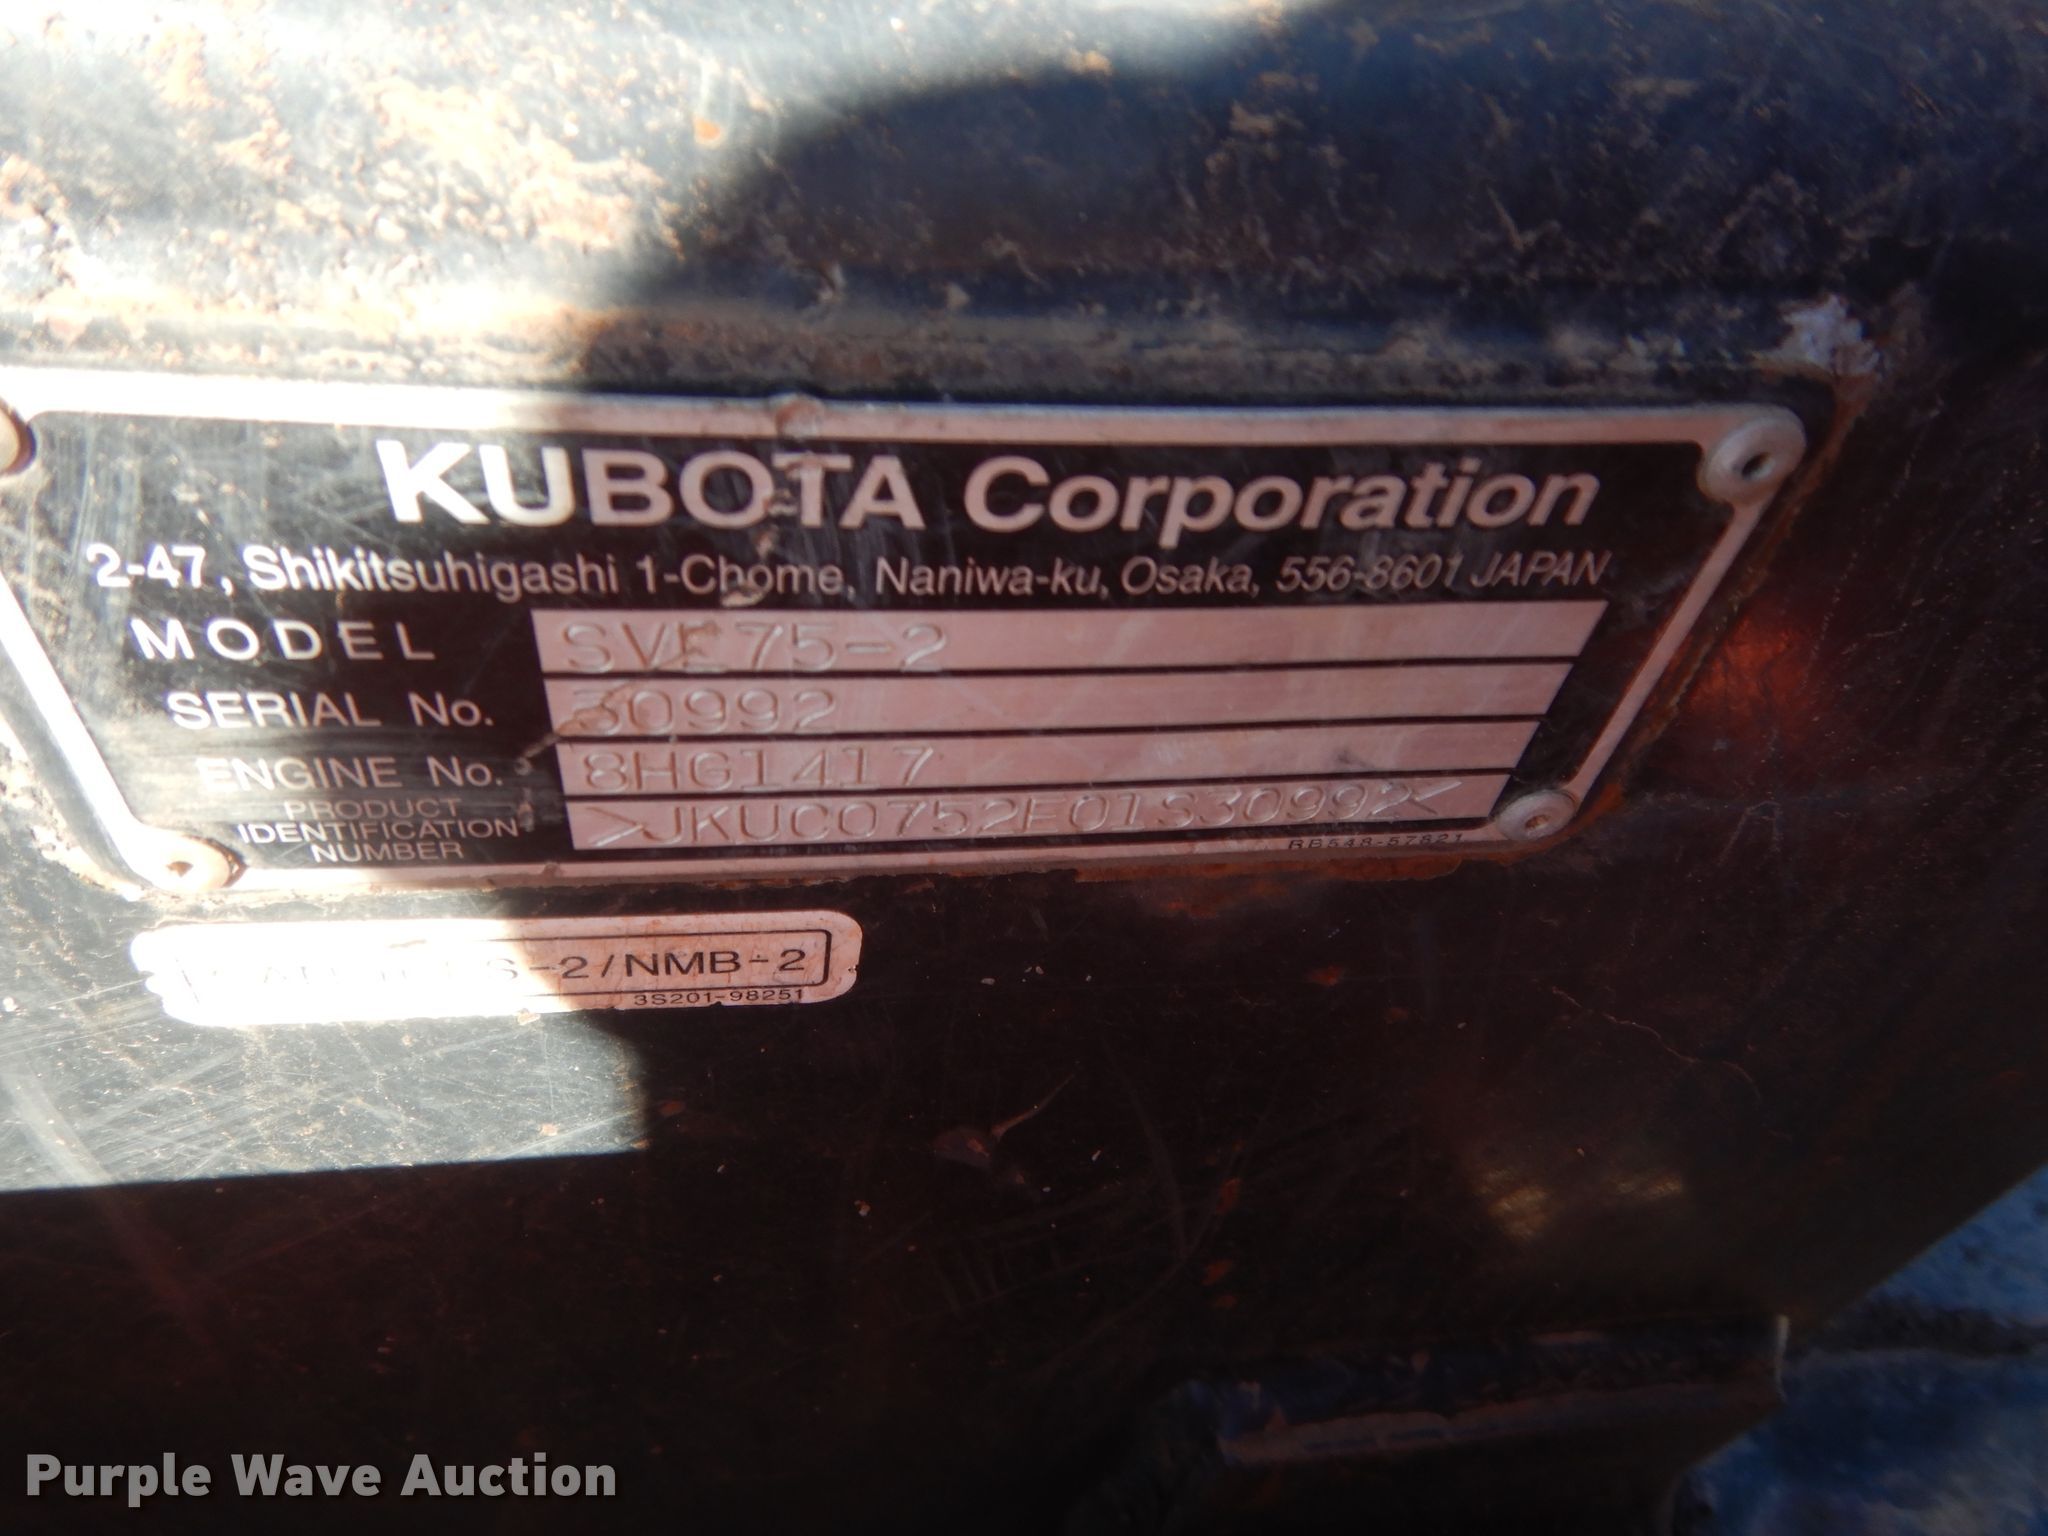 KUBOTA Corporation
2-47, Shikitsuhigashi 1-Chome, Naniwa-ku, Osaka, 556-8601 JAPAN
MODEL SVE75-2
SERIAL No. 30992
ENGINE No. 8HG1417
PRODUCT IDENTIFICATION NUMBER >JKUC0752E01S30992<
RB548-57821
-2/NMB-2
3S201-98251
Purple Wave Auction